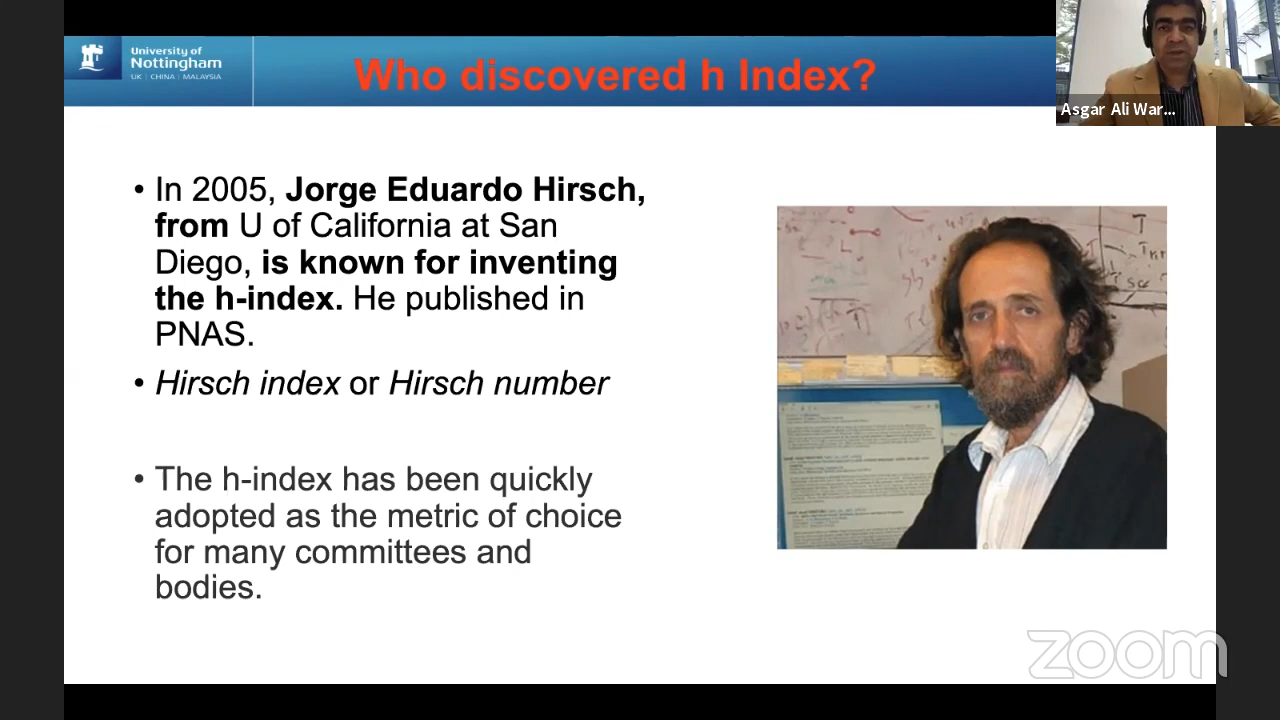 University of
Nottingham
UK | CHINA | MALAYSIA
Who discovered h Index?
Asgar Ali War...
• In 2005, Jorge Eduardo Hirsch,
from U of California at San
Diego, is known for inventing
the h-index. He published in
PNAS.
• Hirsch index or Hirsch number
• The h-index has been quickly
adopted as the metric of choice
for many committees and
bodies.
zoom